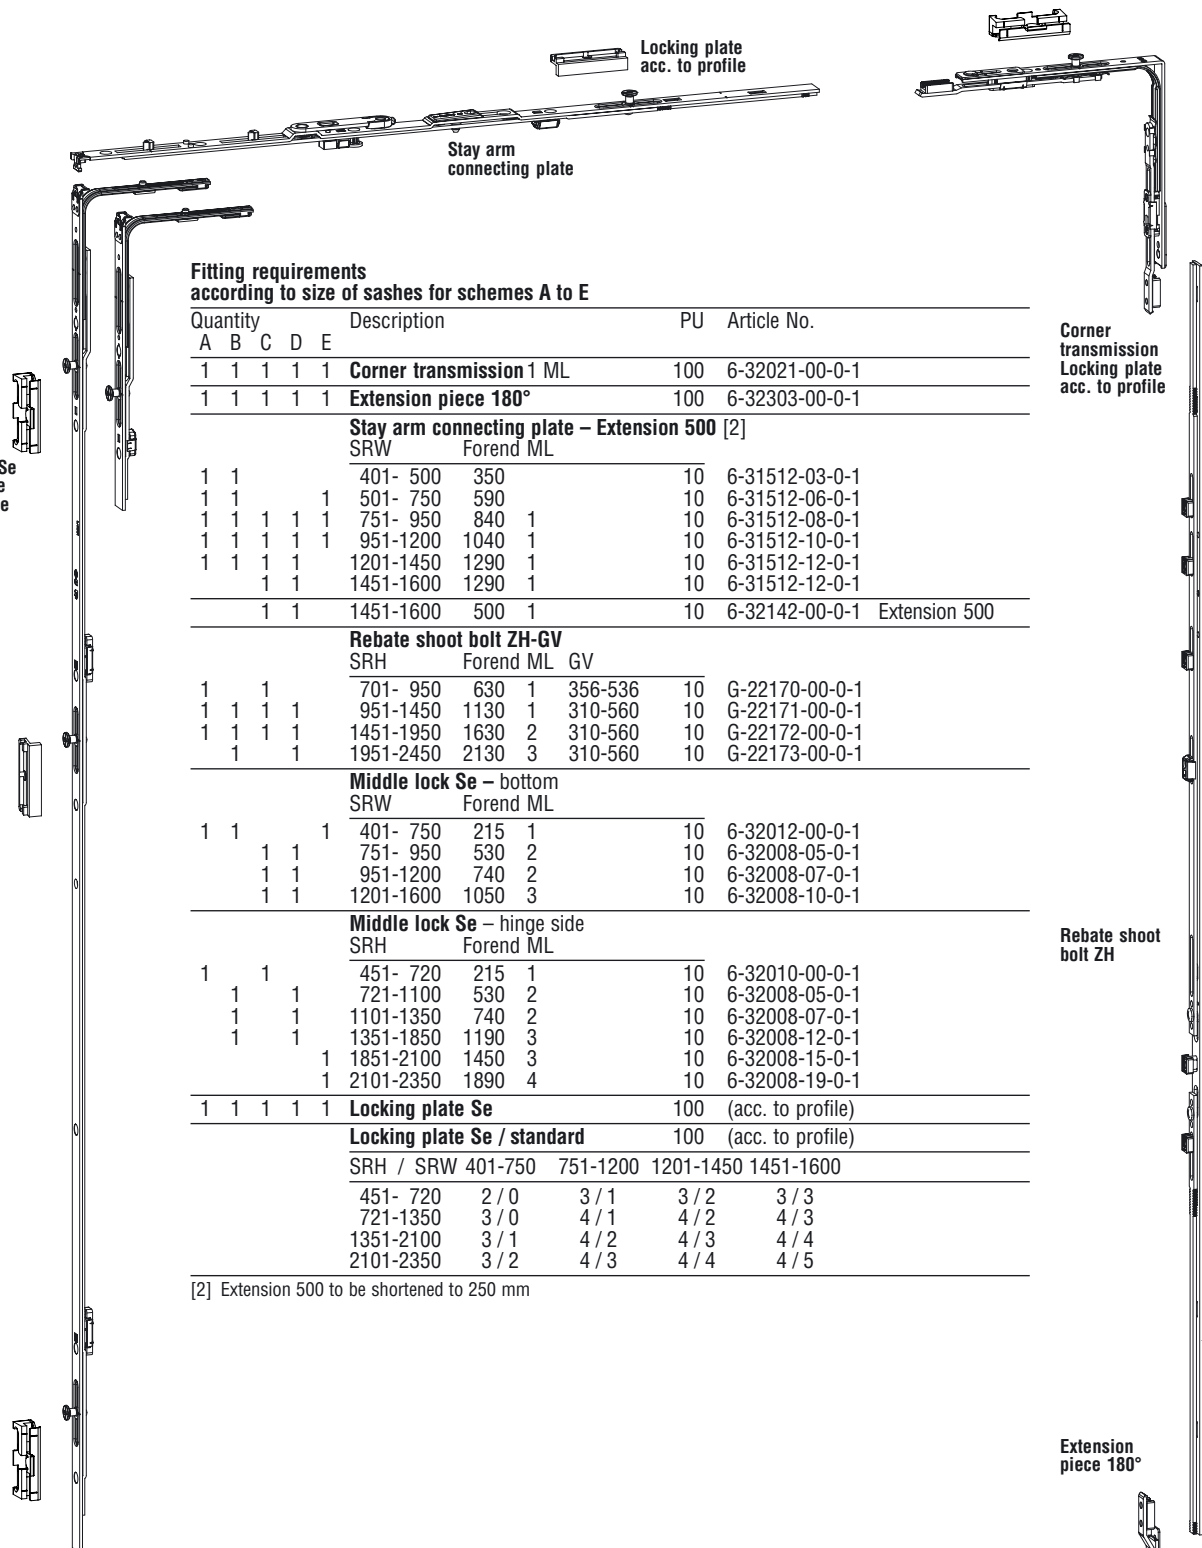 Locking plate
acc. to profile
Stay arm
connecting plate
Fitting requirements
according to size of sashes for schemes A to E
Quantity Description PU Article No.
A B C D E
1 1 1 1 1 Corner transmission 1 ML 100 6-32021-00-0-1
1 1 1 1 1 Extension piece 180° 100 6-32303-00-0-1
Stay arm connecting plate – Extension 500 [2]
SRW Forend ML
1 1 401- 500 350 10 6-31512-03-0-1
1 1 1 501- 750 590 10 6-31512-06-0-1
1 1 1 1 1 751- 950 840 1 10 6-31512-08-0-1
1 1 1 1 1 951-1200 1040 1 10 6-31512-10-0-1
1 1 1 1 1201-1450 1290 1 10 6-31512-12-0-1
1 1 1451-1600 1290 1 10 6-31512-12-0-1
1 1 1451-1600 500 1 10 6-32142-00-0-1 Extension 500
Rebate shoot bolt ZH-GV
SRH Forend ML GV
1 1 701- 950 630 1 356-536 10 G-22170-00-0-1
1 1 1 1 951-1450 1130 1 310-560 10 G-22171-00-0-1
1 1 1 1 1451-1950 1630 2 310-560 10 G-22172-00-0-1
1 1 1951-2450 2130 3 310-560 10 G-22173-00-0-1
Middle lock Se – bottom
SRW Forend ML
1 1 1 401- 750 215 1 10 6-32012-00-0-1
1 1 751- 950 530 2 10 6-32008-05-0-1
1 1 951-1200 740 2 10 6-32008-07-0-1
1 1 1201-1600 1050 3 10 6-32008-10-0-1
Middle lock Se – hinge side
SRH Forend ML
1 1 451- 720 215 1 10 6-32010-00-0-1
1 1 721-1100 530 2 10 6-32008-05-0-1
1 1 1101-1350 740 2 10 6-32008-07-0-1
1 1 1351-1850 1190 3 10 6-32008-12-0-1
1 1851-2100 1450 3 10 6-32008-15-0-1
1 2101-2350 1890 4 10 6-32008-19-0-1
1 1 1 1 1 Locking plate Se 100 (acc. to profile)
Locking plate Se / standard 100 (acc. to profile)
SRH / SRW 401-750 751-1200 1201-1450 1451-1600
451- 720 2 / 0 3 / 1 3 / 2 3 / 3
721-1350 3 / 0 4 / 1 4 / 2 4 / 3
1351-2100 3 / 1 4 / 2 4 / 3 4 / 4
2101-2350 3 / 2 4 / 3 4 / 4 4 / 5
[2] Extension 500 to be shortened to 250 mm
Corner
transmission
Locking plate
acc. to profile
Rebate shoot
bolt ZH
Extension
piece 180°
Se
e
e